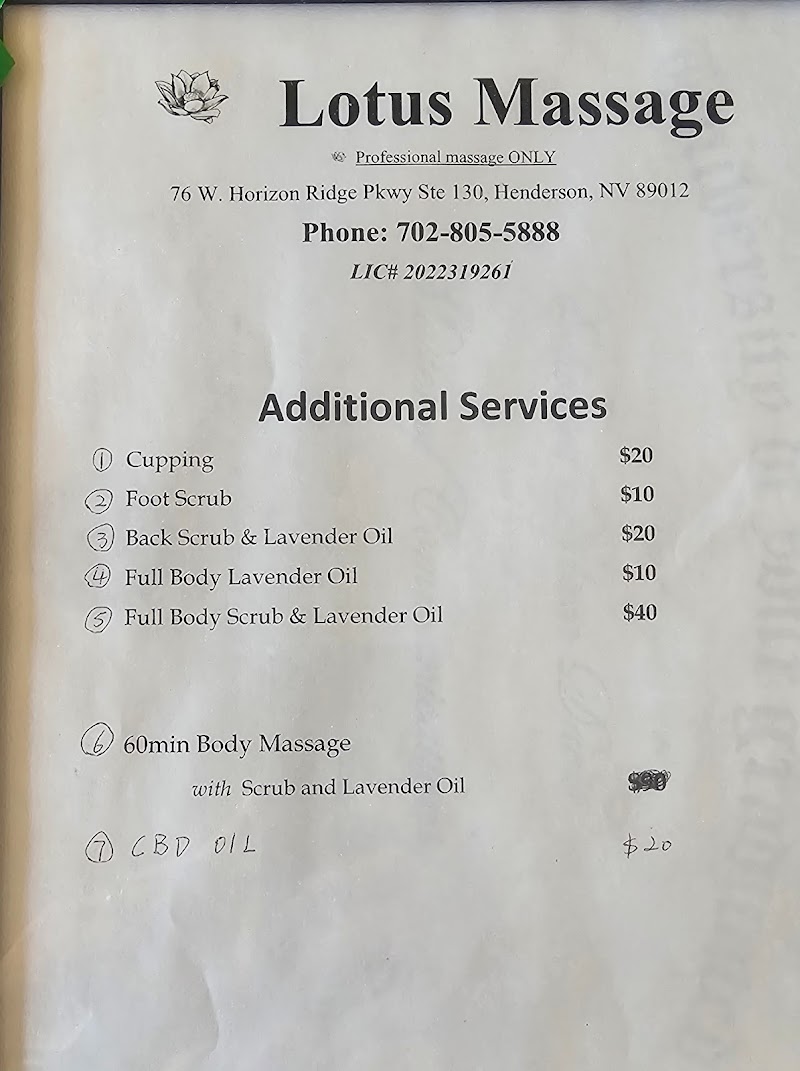 Lotus Massage
Professional massage ONLY
76 W. Horizon Ridge Pkwy Ste 130, Henderson, NV 89012
Phone: 702-805-5888
LIC# 2022319261
Additional Services
① Cupping $20
② Foot Scrub $10
③ Back Scrub & Lavender Oil $20
④ Full Body Lavender Oil $10
⑤ Full Body Scrub & Lavender Oil $40
⑥ 60min Body Massage
with Scrub and Lavender Oil
⑦ CBD OIL $20